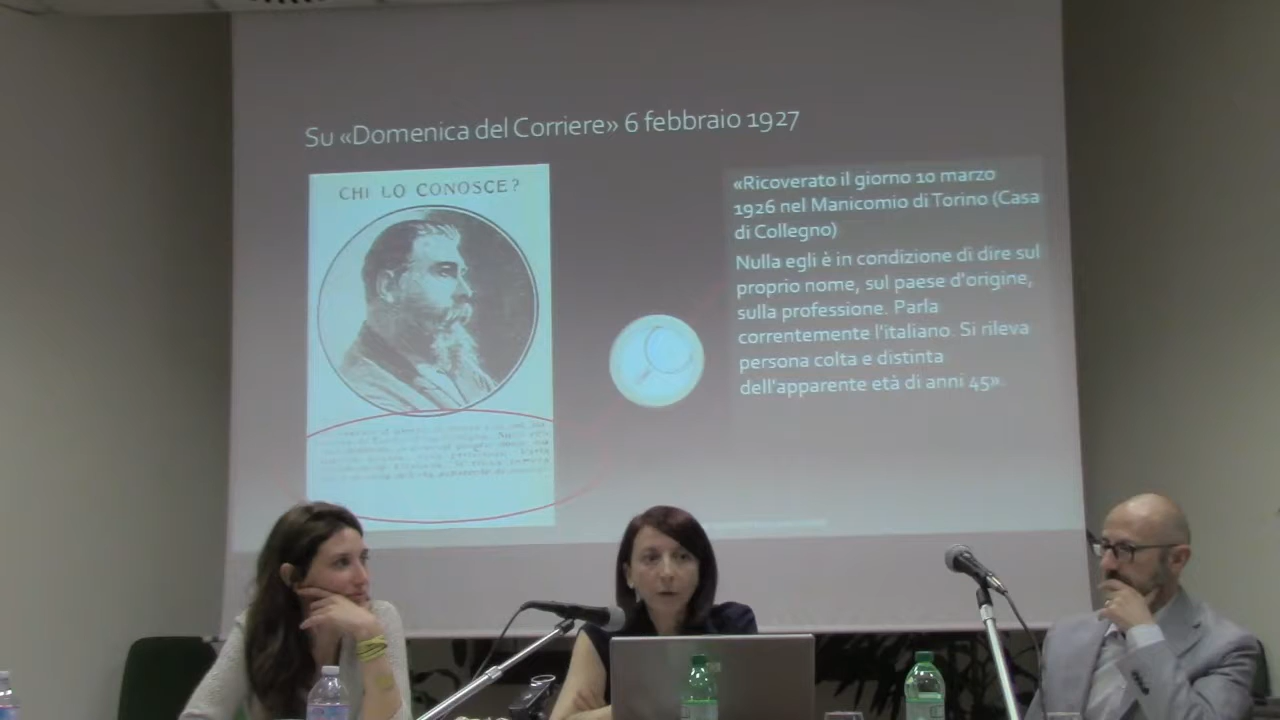 Su «Domenica del Corriere» 6 febbraio 1927
CHI LO CONOSCE?
«Ricoverato il giorno 10 marzo
1926 nel Manicomio di Torino (Casa
di Collegno)
Nulla egli è in condizione di dire sul
proprio nome, sul paese d'origine,
sulla professione. Parla
correntemente l'italiano. Si rileva
persona colta e distinta
dell'apparente età di anni 45».